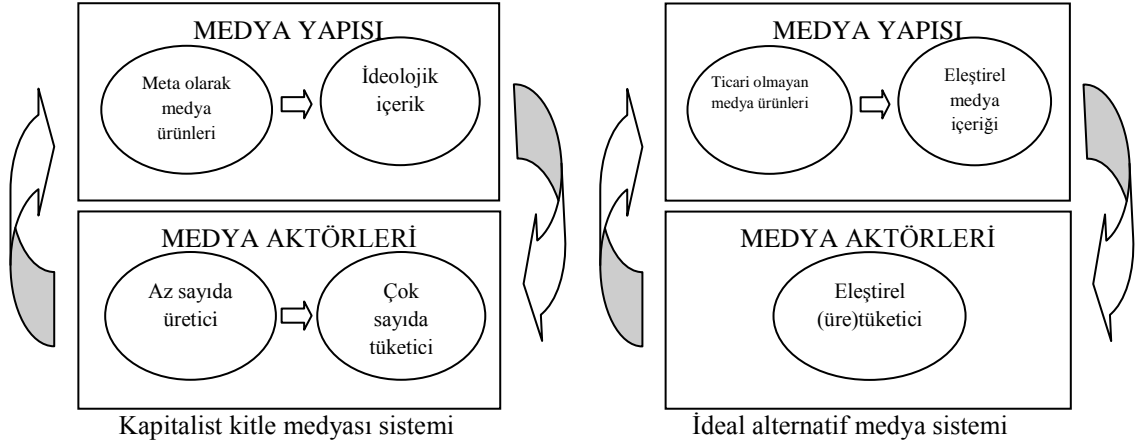 MEDYA YAPISI
Meta olarak
medya
ürünleri
İdeolojik
içerik
MEDYA AKTÖRLERİ
Az sayıda
üretici
Çok
sayıda
tüketici
Kapitalist kitle medyası sistemi
MEDYA YAPISI
Ticari olmayan
medya ürünleri
Eleştirel
medya
içeriği
MEDYA AKTÖRLERİ
Eleştirel
(üre)tüketici
İdeal alternatif medya sistemi